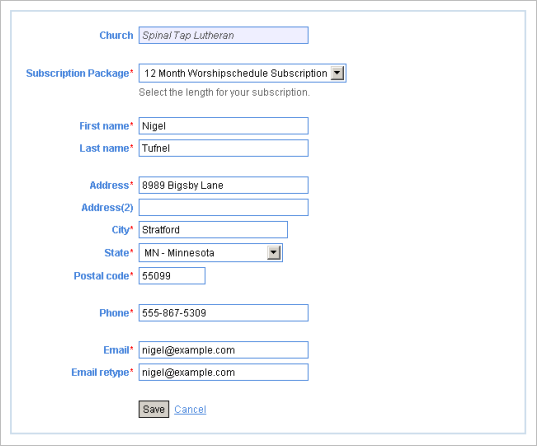 Church Spinal Tap Lutheran
Subscription Package* 12 Month Worshipschedule Subscription
Select the length for your subscription.
First name* Nigel
Last name* Tufnel
Address* 8989 Bigsby Lane
Address(2)
City* Stratford
State* MN - Minnesota
Postal code* 55099
Phone* 555-867-5309
Email* nigel@example.com
Email retype* nigel@example.com
Save Cancel